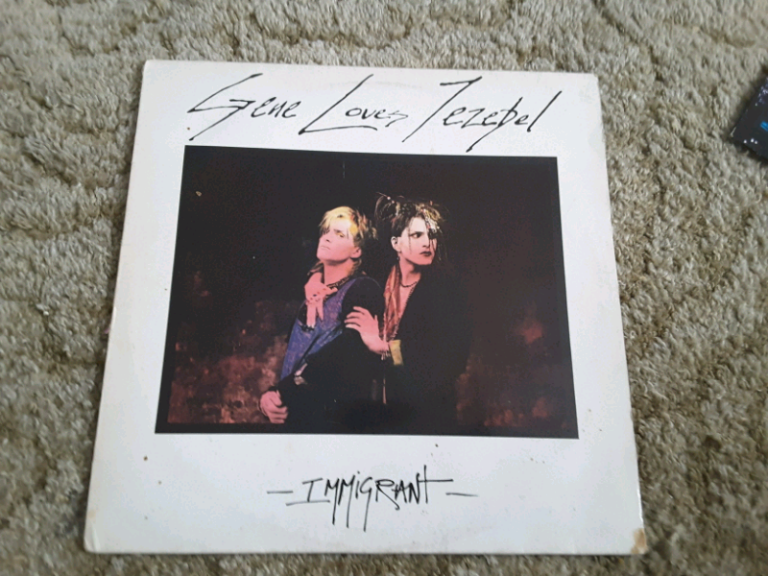 Gene Loves Jezebel
- IMMIGRANT -